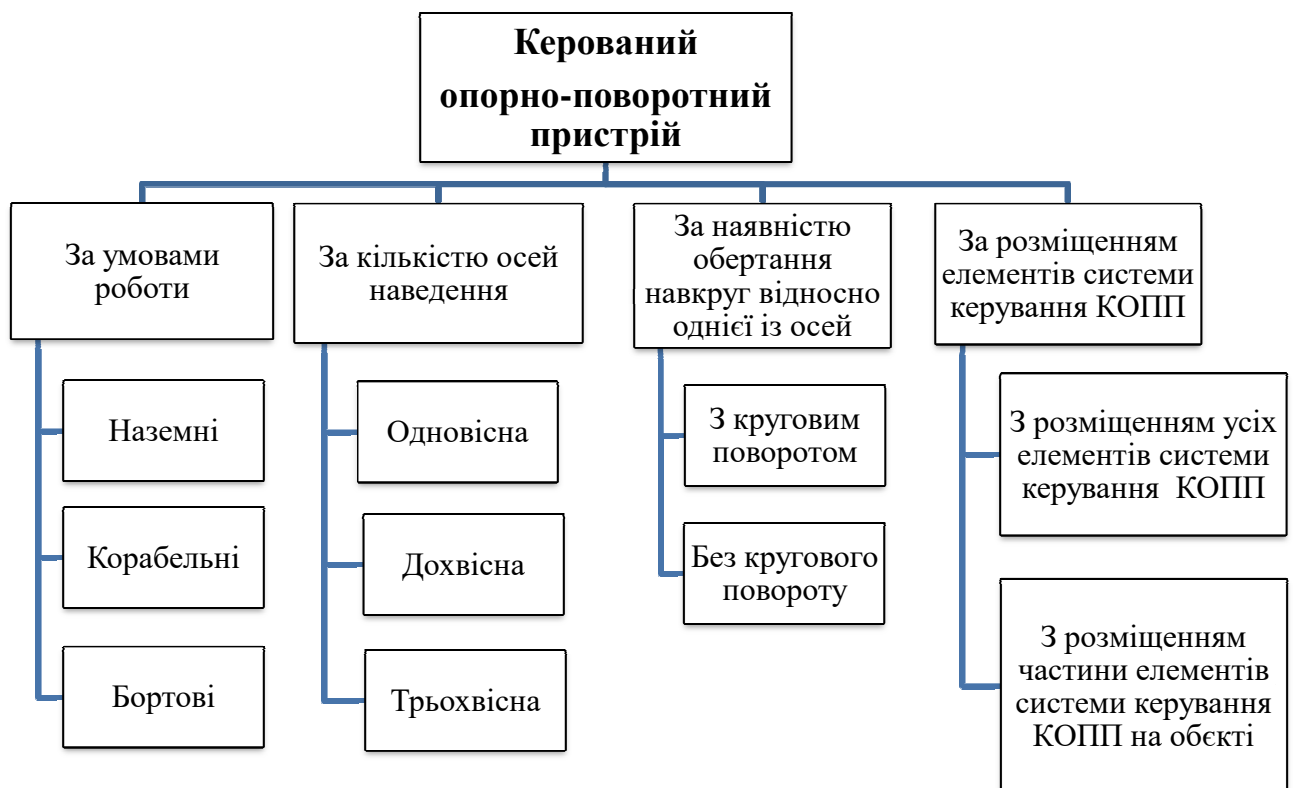 Керований
опорно-поворотний
пристрій
За умовами
роботи
Наземні
Корабельні
Бортові
За кількістю осей
наведення
Одновісна
Дохвісна
Трьохвісна
За наявністю
обертання
навкруг відносно
однієї із осей
З круговим
поворотом
Без кругового
повороту
За розміщенням
елементів системи
керування КОПП
З розміщенням усіх
елементів системи
керування КОПП
З розміщенням
частини елементів
системи керування
КОПП на обєкті